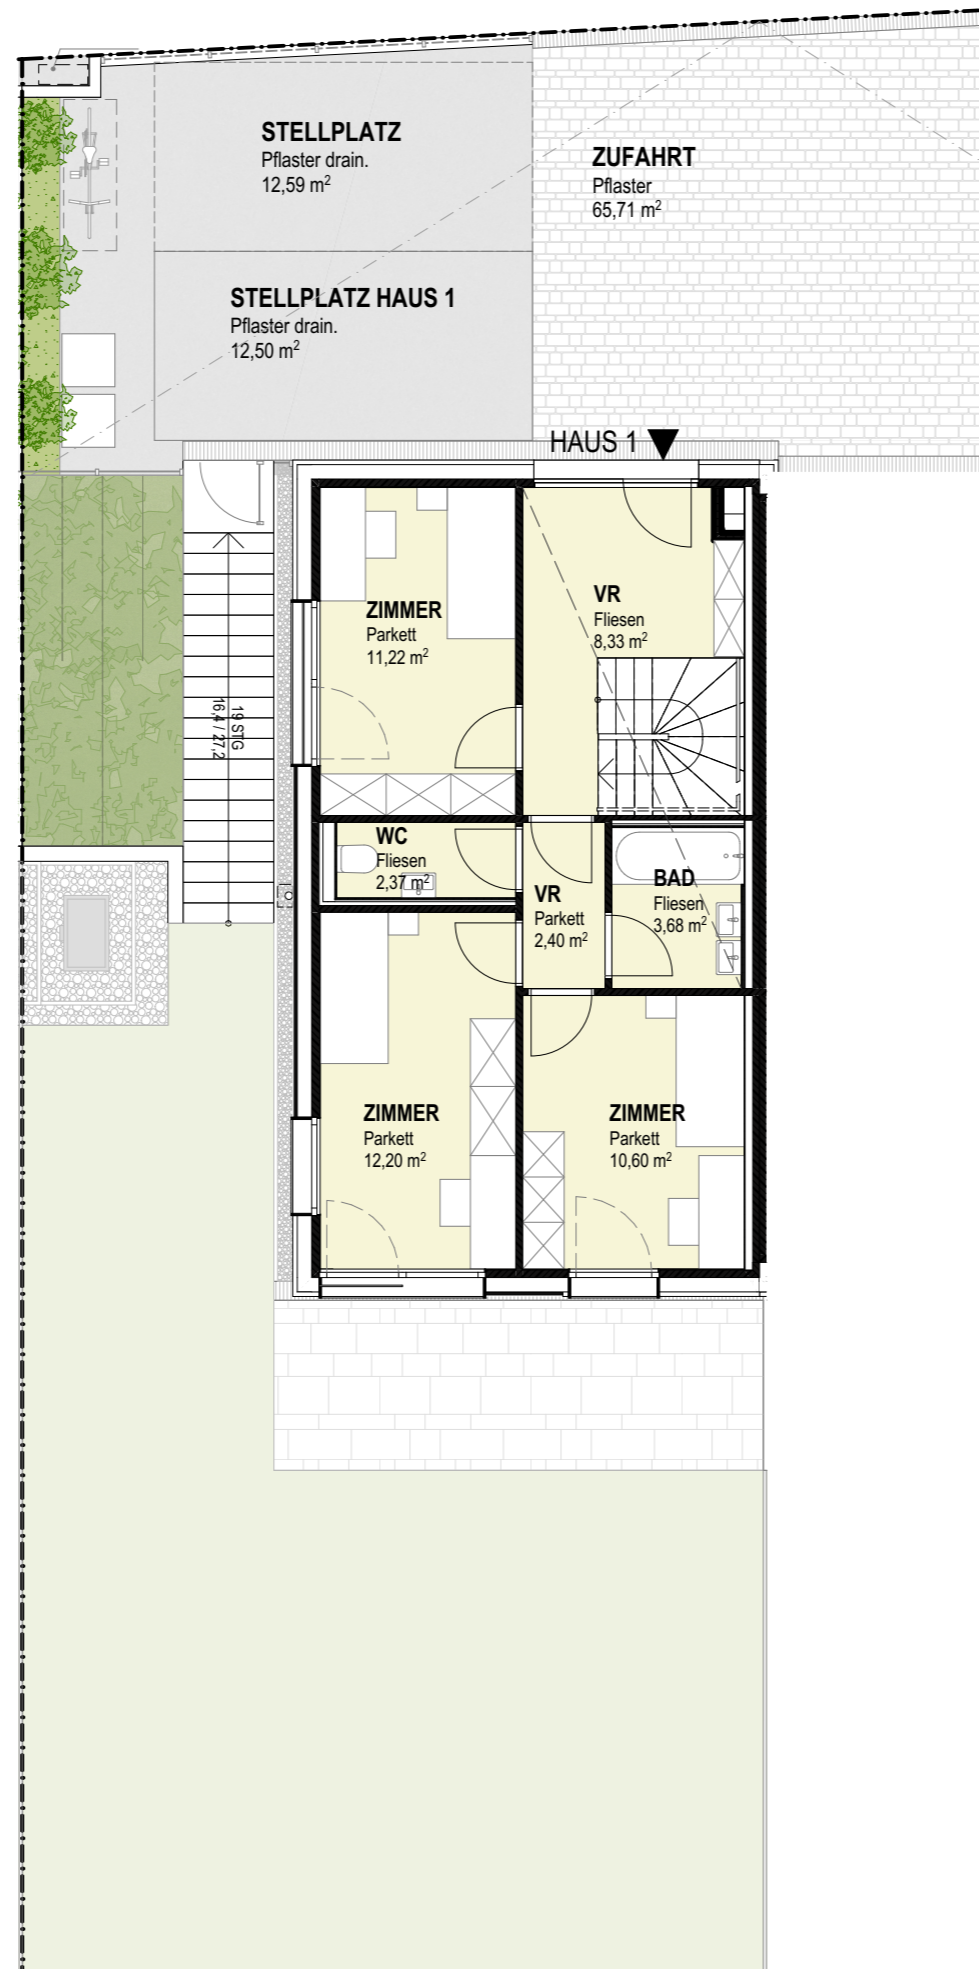 STELLPLATZ
Pflaster drain.
12,59 m²
ZUFAHRT
Pflaster
65,71 m²
STELLPLATZ HAUS 1
Pflaster drain.
12,50 m²
HAUS 1
ZIMMER
Parkett
11,22 m²
VR
Fliesen
8,33 m²
19 STG
16,4 / 27,2
WC
Fliesen
2,37 m²
VR
Parkett
2,40 m²
BAD
Fliesen
3,68 m²
ZIMMER
Parkett
12,20 m²
ZIMMER
Parkett
10,60 m²